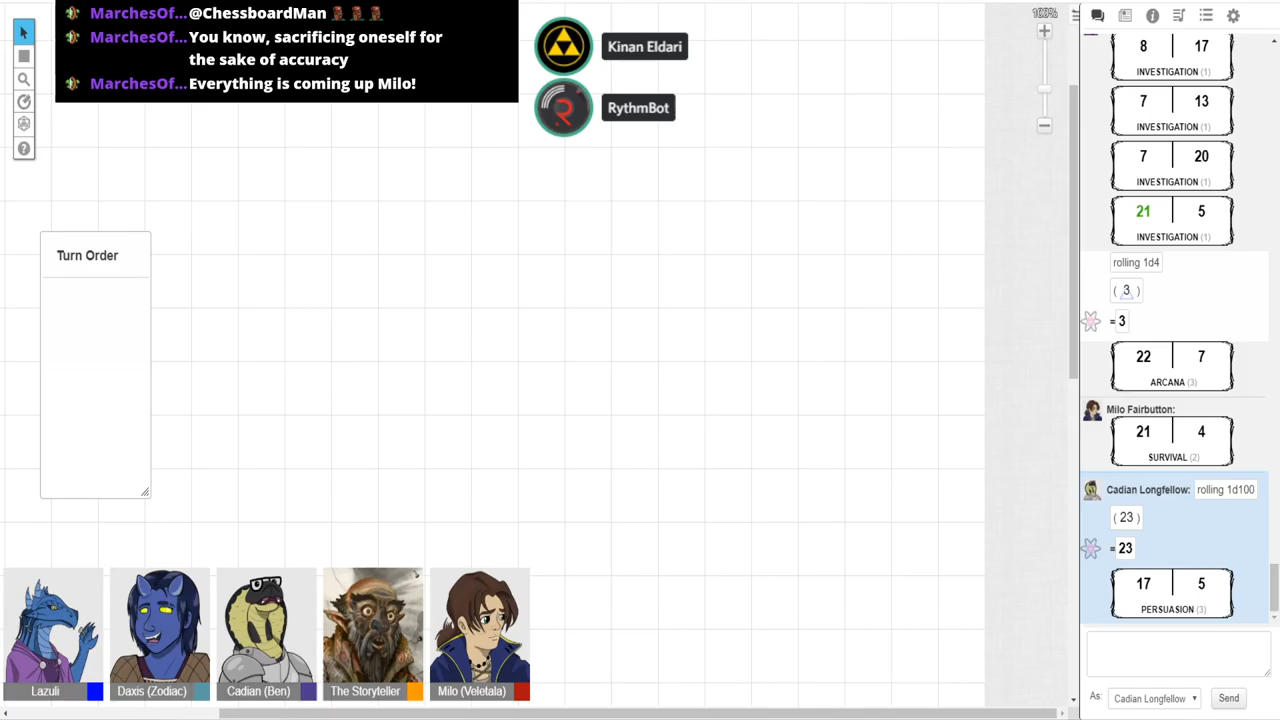 MarchesOf... @ChessboardMan
MarchesOf... You know, sacrificing oneself for
the sake of accuracy
MarchesOf... Everything is coming up Milo!
Kinan Eldari
RythmBot
100%
Turn Order
Lazuli
Daxis (Zodiac)
Cadian (Ben)
The Storyteller
Milo (Veletala)
8 17
INVESTIGATION (1)
7 13
INVESTIGATION (1)
7 20
INVESTIGATION (1)
21 5
INVESTIGATION (1)
rolling 1d4
( 3 )
= 3
22 7
ARCANA (3)
Milo Fairbutton:
21 4
SURVIVAL (2)
Cadian Longfellow: rolling 1d100
( 23 )
= 23
17 5
PERSUASION (3)
As: Cadian Longfellow Send